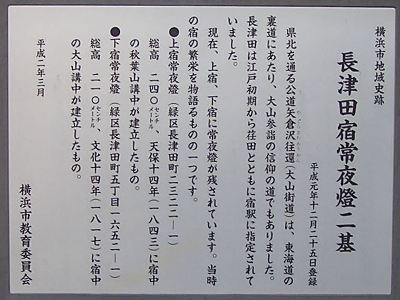 横浜市地域史跡
長津田宿常夜燈二基
平成元年十二月二十五日登録
県北を通る公道矢倉沢往還(大山街道)は、東海道の
裏道にあたり、大山参詣の信仰の道でもありました。
長津田は江戸初期から荏田とともに宿駅に指定されて
いました。
現在、上宿、下宿に常夜燈が残されています。当時
の宿の繁栄を物語るものの一つです。
●上宿常夜燈(緑区長津田町二三二一ー一)
総高 二四〇センチメートル、天保十四年(一八四三)に宿中
の秋葉山講中が建立したもの。
●下宿常夜燈(緑区長津田町五丁目一六五二ー一)
総高 二一〇センチメートル、文化十四年(一八一七)に宿中
の大山講中が建立したもの。
平成二年三月
横浜市教育委員会